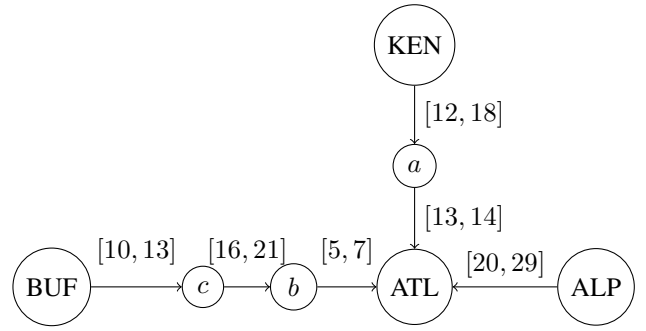 KEN
[12, 18]
a
[13, 14]
[10, 13] [16, 21] [5, 7] [20, 29]
BUF c b ATL ALP